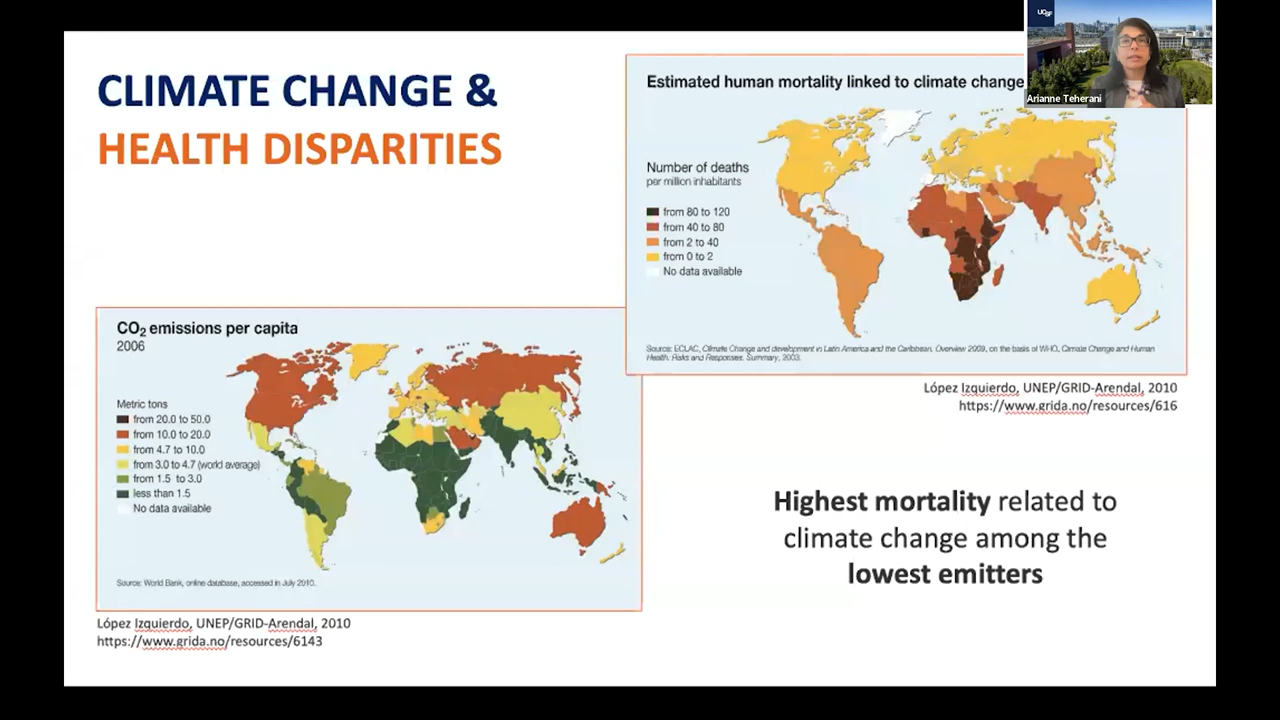 CLIMATE CHANGE &
HEALTH DISPARITIES
Estimated human mortality linked to climate change
Number of deaths
per million inhabitants
from 80 to 120
from 40 to 80
from 2 to 40
from 0 to 2
No data available
Source: ECLAC, Climate Change and development in Latin America and the Caribbean. Overview 2009, on the basis of WHO, Climate Change and Human
Health. Risks and Responses. Summary, 2003.
López Izquierdo, UNEP/GRID-Arendal, 2010
https://www.grida.no/resources/616
UCSF
Arianne Teherani
CO2 emissions per capita
2006
Metric tons
from 20.0 to 50.0
from 10.0 to 20.0
from 4.7 to 10.0
from 3.0 to 4.7 (world average)
from 1.5 to 3.0
less than 1.5
No data available
Source: World Bank, online database, accessed in July 2010.
López Izquierdo, UNEP/GRID-Arendal, 2010
https://www.grida.no/resources/6143
Highest mortality related to
climate change among the
lowest emitters